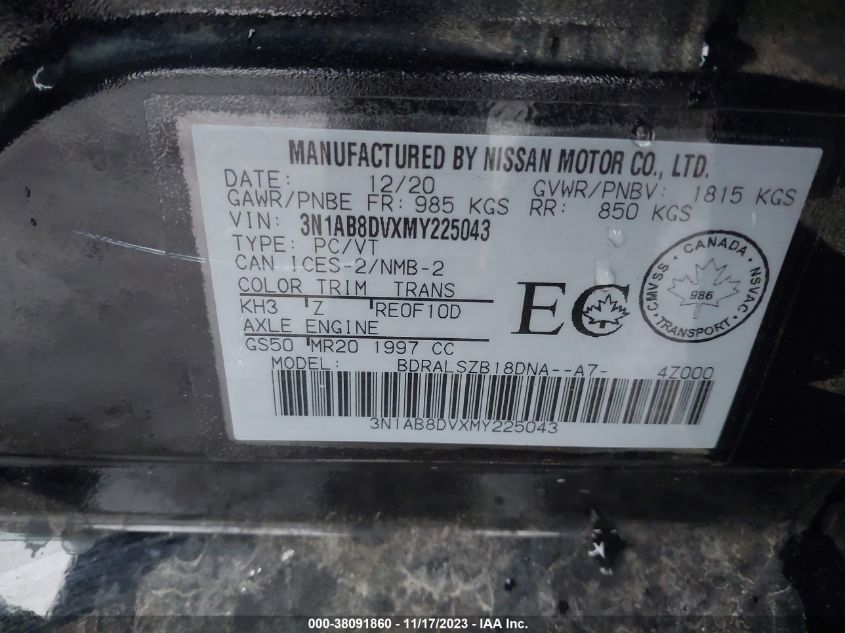 MANUFACTURED BY NISSAN MOTOR CO., LTD.
DATE: 12/20 GVWR/PNBV: 1815 KGS
GAWR/PNBE FR: 985 KGS RR: 850 KGS
VIN: 3N1AB8DVXMY225043
TYPE: PC/VT
CAN ICES-2/NMB-2
COLOR TRIM TRANS
KH3 Z RE0F10D
AXLE ENGINE
GS50 MR20 1997 CC
EC
CANADA
CMVSS NSVAC
986
TRANSPORT
MODEL: BDRALSZB18DNA--A7- 4Z000
3N1AB8DVXMY225043
000-38091860 - 11/17/2023 - Copyright © 2023 IAA, Inc.